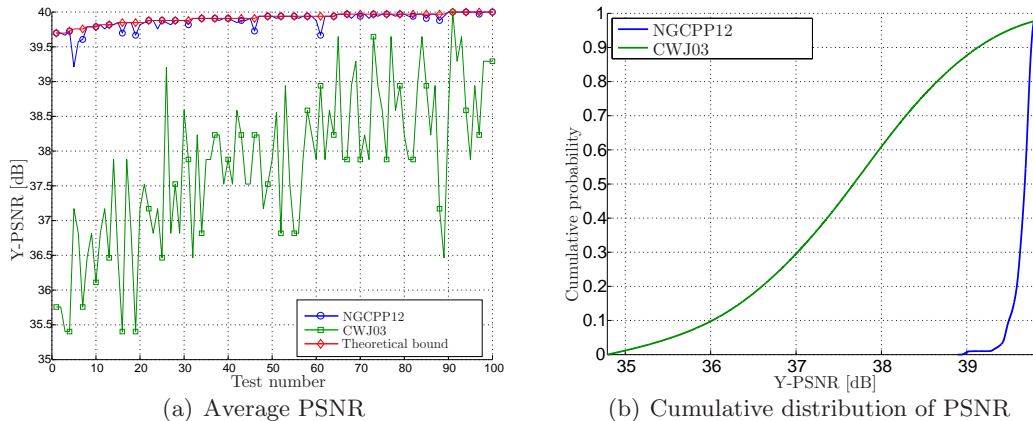 40
39.5
39
38.5
38
37.5
37
36.5
36
35.5
35
0 10 20 30 40 50 60 70 80 90 100
Y-PSNR [dB]
Test number
NGCPP12
CWJ03
Theoretical bound
(a) Average PSNR
1
0.9
0.8
0.7
0.6
0.5
0.4
0.3
0.2
0.1
0
35 36 37 38 39
Cumulative probability
Y-PSNR [dB]
NGCPP12
CWJ03
(b) Cumulative distribution of PSNR